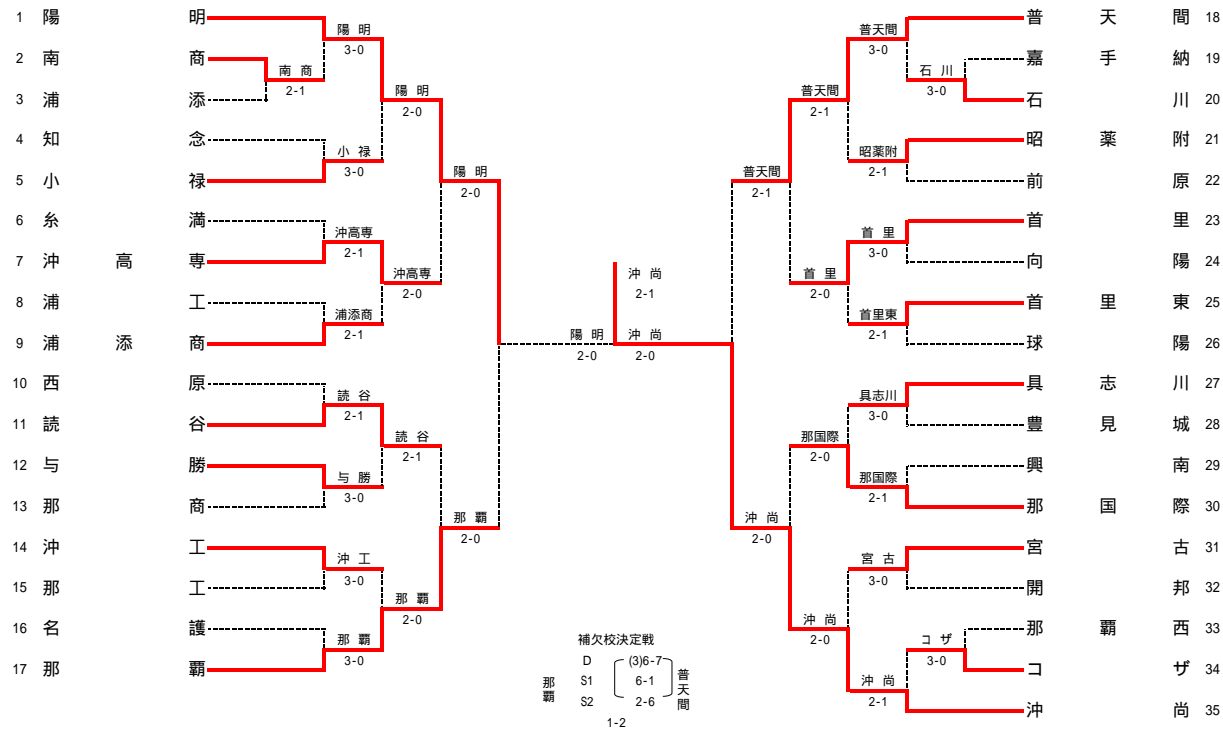 1 陽明
2 南商
3 浦添
4 知念
5 小禄
6 糸満
7 沖高専
8 浦工
9 浦添商
10 西原
11 読谷
12 与勝
13 那商
14 沖工
15 那工
16 名護
17 那覇
南商
2-1
陽明
3-0
小禄
3-0
沖高専
2-1
浦添商
2-1
読谷
2-1
与勝
3-0
沖工
3-0
那覇
3-0
陽明
2-0
沖高専
2-0
読谷
2-1
那覇
2-0
陽明
2-0
那覇
2-0
陽明
2-0
沖尚
2-1
沖尚
2-0
普天間
2-1
沖尚
2-0
普天間
2-1
首里
2-0
那国際
2-0
沖尚
2-0
普天間
3-0
昭薬附
2-1
首里
3-0
首里東
2-1
具志川
3-0
那国際
2-1
宮古
3-0
沖尚
2-1
石川
3-0
コザ
3-0
普天間 18
嘉手納 19
石川 20
昭薬附 21
前原 22
首里 23
向陽 24
首里東 25
球陽 26
具志川 27
豊見城 28
興南 29
那国際 30
宮古 31
開邦 32
那覇西 33
コザ 34
沖尚 35
補欠校決定戦
那覇
D (3)6-7
S1 6-1
S2 2-6
普天間
1-2